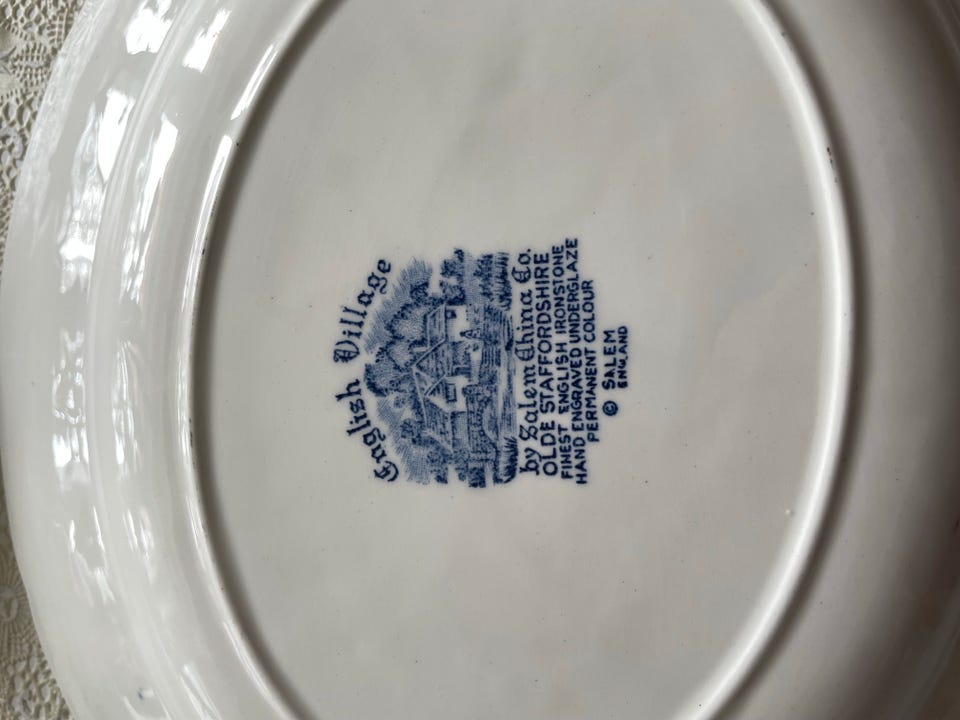 English Village
by Salem China Co.
OLDE STAFFORDSHIRE
FINEST ENGLISH IRONSTONE
HAND ENGRAVED UNDERGLAZE
PERMANENT COLOUR
© SALEM
ENGLAND